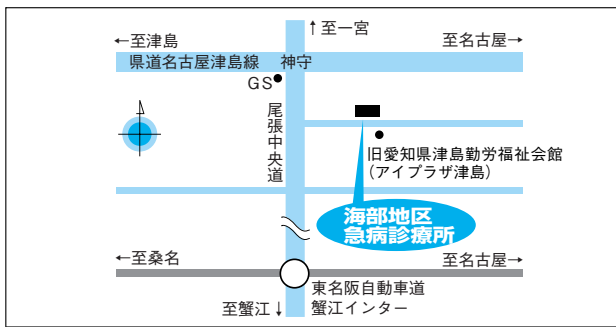 ↑至一宮
←至津島
至名古屋→
県道名古屋津島線 神守
GS
尾張中央道
旧愛知県津島勤労福祉会館
(アイプラザ津島)
海部地区
急病診療所
←至桑名
至名古屋→
東名阪自動車道
至蟹江↓
蟹江インター